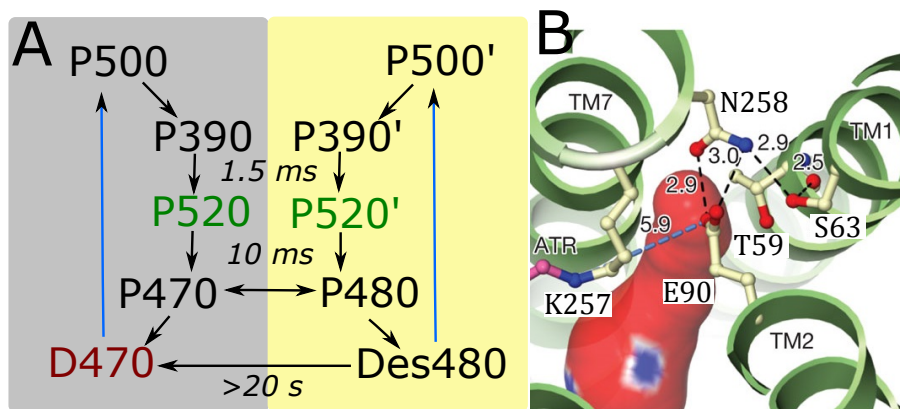 A
P500
P500'
P390
P390'
1.5 ms
P520
P520'
10 ms
P470
P480
D470
Des480
>20 s
B
N258
TM7
TM1
2.9
3.0
2.5
2.9
5.9
S63
T59
ATR
K257
E90
TM2